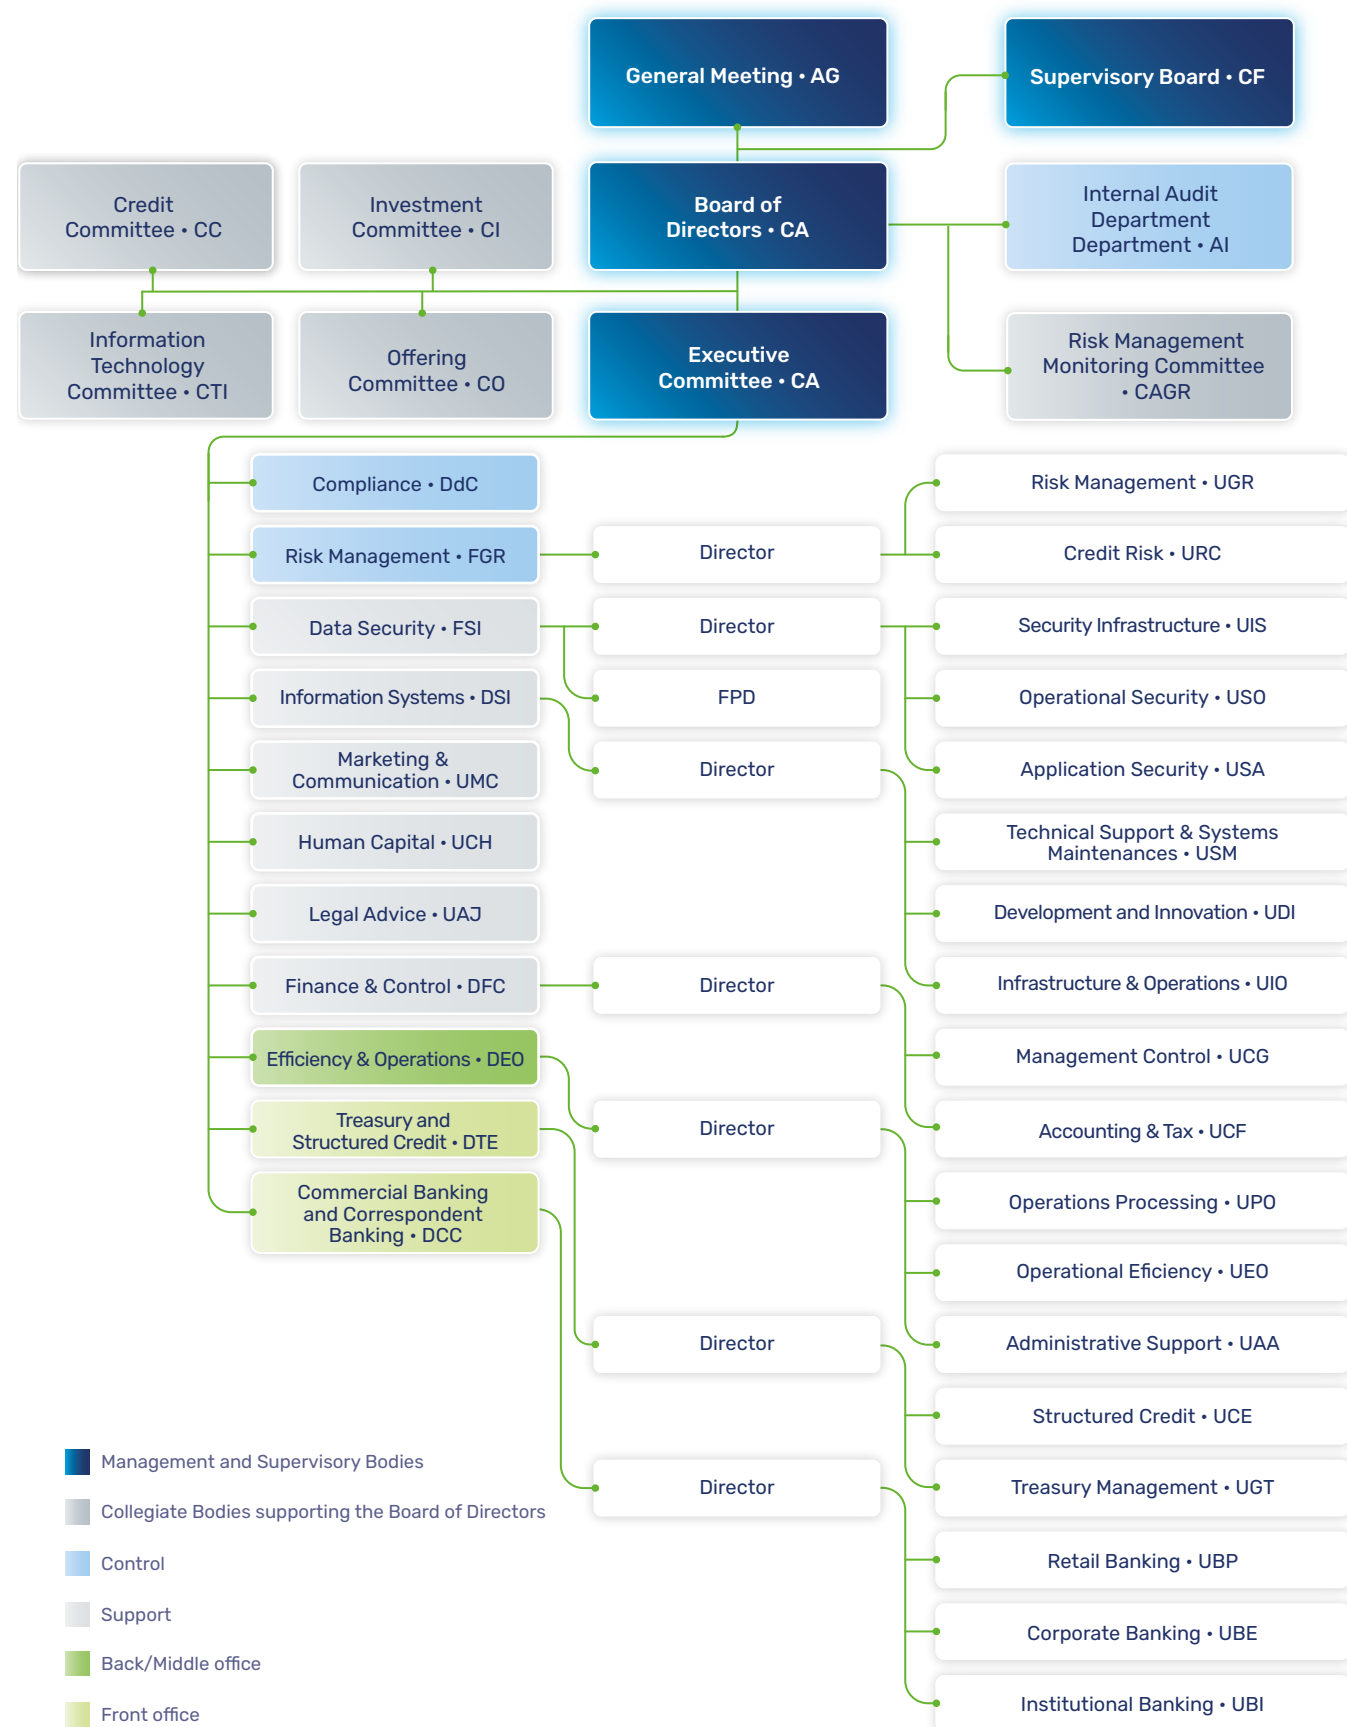 General Meeting • AG
Supervisory Board • CF
Credit
Committee • CC
Investment
Committee • CI
Board of
Directors • CA
Internal Audit
Department
Department • AI
Information
Technology
Committee • CTI
Offering
Committee • CO
Executive
Committee • CA
Risk Management
Monitoring Committee
• CAGR
Compliance • DdC
Risk Management • UGR
Risk Management • FGR
Director
Credit Risk • URC
Data Security • FSI
Director
Security Infrastructure • UIS
Information Systems • DSI
FPD
Operational Security • USO
Marketing &
Communication • UMC
Director
Application Security • USA
Human Capital • UCH
Technical Support & Systems
Maintenances • USM
Legal Advice • UAJ
Development and Innovation • UDI
Finance & Control • DFC
Director
Infrastructure & Operations • UIO
Efficiency & Operations • DEO
Management Control • UCG
Treasury and
Structured Credit • DTE
Director
Accounting & Tax • UCF
Commercial Banking
and Correspondent
Banking • DCC
Operations Processing • UPO
Operational Eficiency • UEO
Director
Administrative Support • UAA
Structured Credit • UCE
Director
Treasury Management • UGT
Retail Banking • UBP
Corporate Banking • UBE
Institutional Banking • UBI
Management and Supervisory Bodies
Collegiate Bodies supporting the Board of Directors
Control
Support
Back/Middle office
Front office